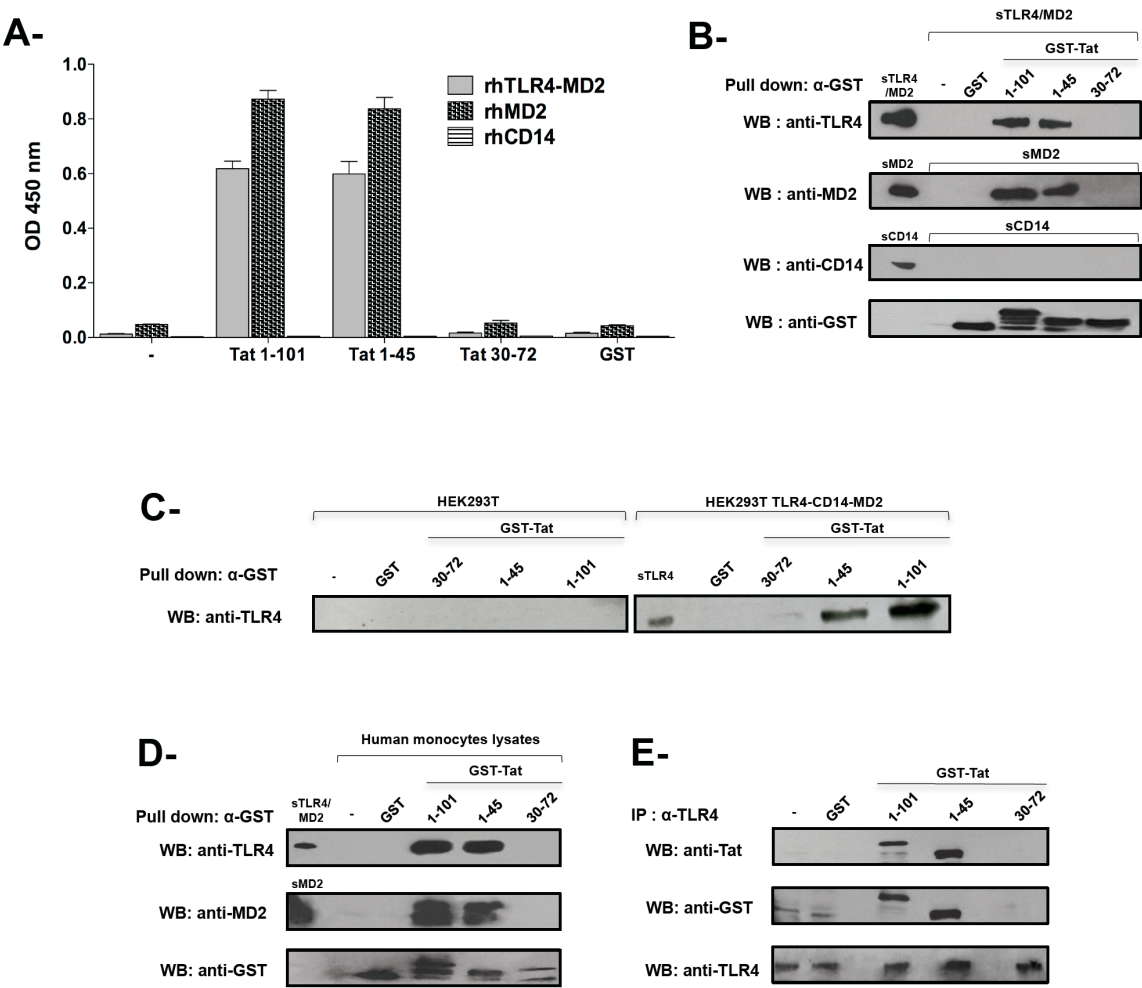 A-
1.0
0.8
0.6
0.4
0.2
0.0
OD 450 nm
rhTLR4-MD2
rhMD2
rhCD14
- Tat 1-101 Tat 1-45 Tat 30-72 GST
B-
sTLR4/MD2
GST-Tat
Pull down: α-GST sTLR4 /MD2 - GST 1-101 1-45 30-72
WB : anti-TLR4
sMD2 sMD2
WB : anti-MD2
sCD14 sCD14
WB : anti-CD14
WB : anti-GST
C-
HEK293T HEK293T TLR4-CD14-MD2
GST-Tat GST-Tat
Pull down: α-GST - GST 30-72 1-45 1-101 sTLR4 GST 30-72 1-45 1-101
WB: anti-TLR4
D-
Human monocytes lysates
GST-Tat
sTLR4/
MD2
Pull down: α-GST - GST 1-101 1-45 30-72
WB: anti-TLR4
sMD2
WB: anti-MD2
WB: anti-GST
E-
GST-Tat
IP : α-TLR4 - GST 1-101 1-45 30-72
WB: anti-Tat
WB: anti-GST
WB: anti-TLR4